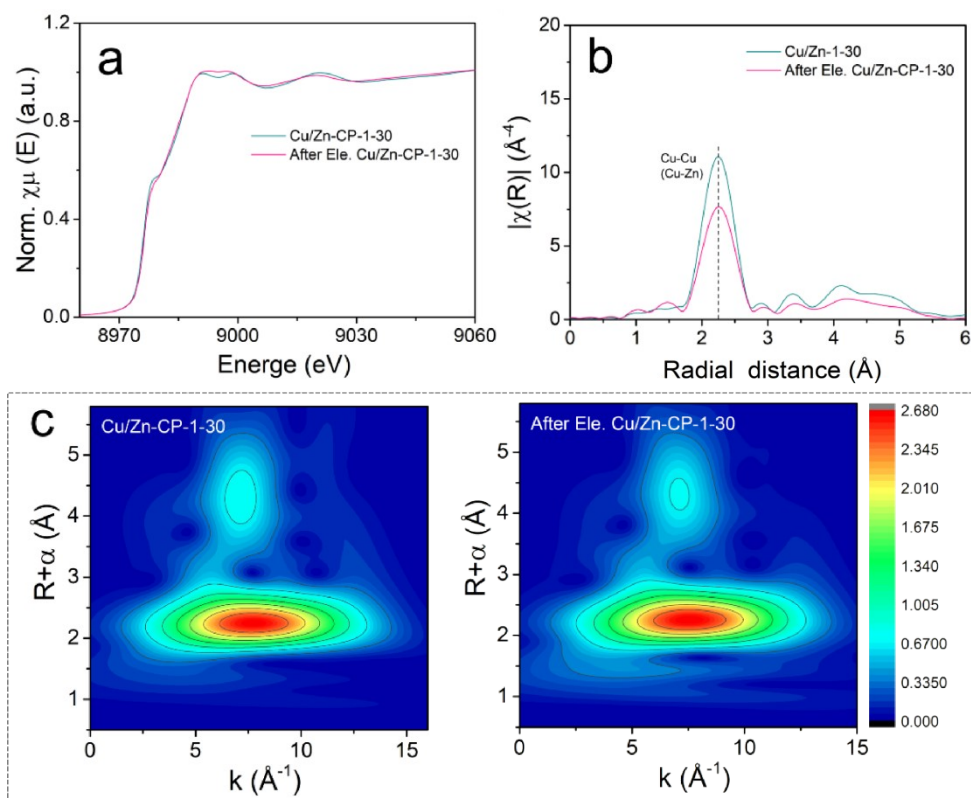 a
Norm. χμ (E) (a.u.)
1.2
0.8
0.4
0.0
Cu/Zn-CP-1-30
After Ele. Cu/Zn-CP-1-30
8970 9000 9030 9060
Energe (eV)
b
|χ(R)| (Å⁻⁴)
20
15
10
5
0
Cu/Zn-1-30
After Ele. Cu/Zn-CP-1-30
Cu-Cu
(Cu-Zn)
0 1 2 3 4 5 6
Radial distance (Å)
c
Cu/Zn-CP-1-30
R+α (Å)
5
4
3
2
1
0 5 10 15
k (Å⁻¹)
After Ele. Cu/Zn-CP-1-30
R+α (Å)
5
4
3
2
1
0 5 10 15
k (Å⁻¹)
2.680
2.345
2.010
1.675
1.340
1.005
0.6700
0.3350
0.000